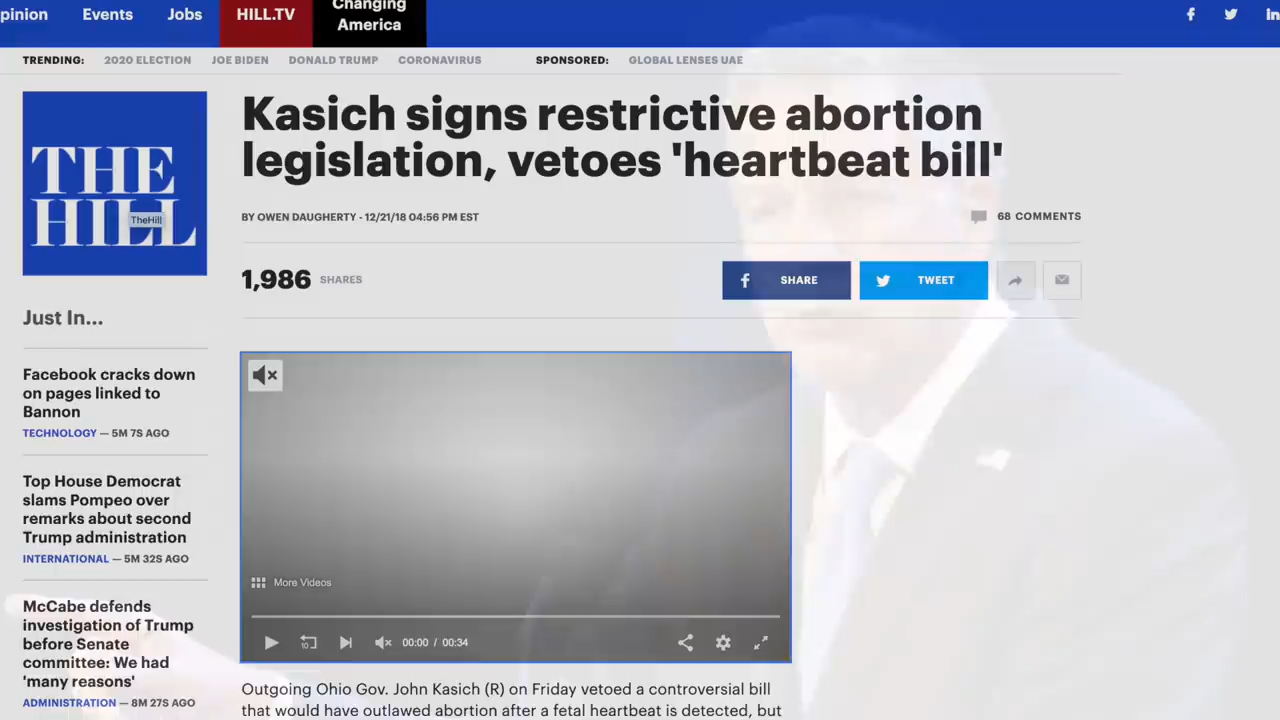 pinion
Events
Jobs
HILL.TV
Changing
America
TRENDING:
2020 ELECTION
JOE BIDEN
DONALD TRUMP
CORONAVIRUS
SPONSORED:
GLOBAL LENSES UAE
THE
HILL
TheHill
Kasich signs restrictive abortion
legislation, vetoes 'heartbeat bill'
BY OWEN DAUGHERTY - 12/21/18 04:56 PM EST
68 COMMENTS
1,986 SHARES
SHARE
TWEET
Just In...
Facebook cracks down
on pages linked to
Bannon
TECHNOLOGY — 5M 7S AGO
Top House Democrat
slams Pompeo over
remarks about second
Trump administration
INTERNATIONAL — 5M 32S AGO
McCabe defends
investigation of Trump
before Senate
committee: We had
'many reasons'
ADMINISTRATION — 8M 27S AGO
More Videos
10
00:00 / 00:34
Outgoing Ohio Gov. John Kasich (R) on Friday vetoed a controversial bill
that would have outlawed abortion after a fetal heartbeat is detected, but